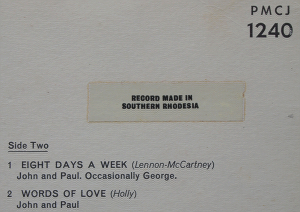 PMCJ
1240
RECORD MADE IN
SOUTHERN RHODESIA
Side Two
1 EIGHT DAYS A WEEK (Lennon-McCartney)
John and Paul. Occasionally George.
2 WORDS OF LOVE (Holly)
John and Paul